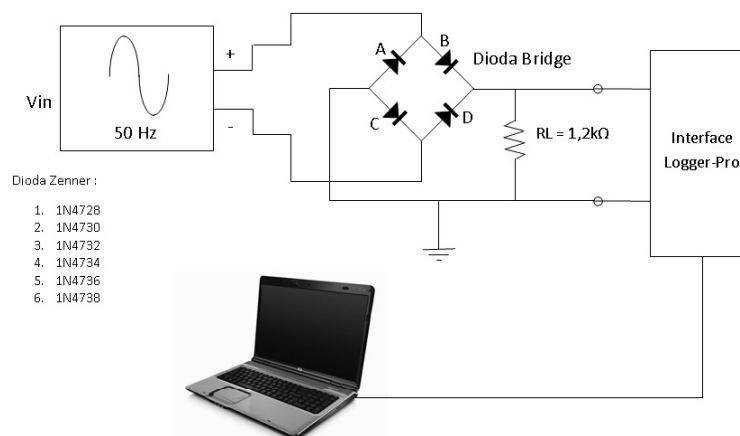 Vin
50 Hz
+
-
A
B
C
D
Dioda Bridge
RL = 1,2kΩ
Interface
Logger-Pro
Dioda Zenner :
1. 1N4728
2. 1N4730
3. 1N4732
4. 1N4734
5. 1N4736
6. 1N4738